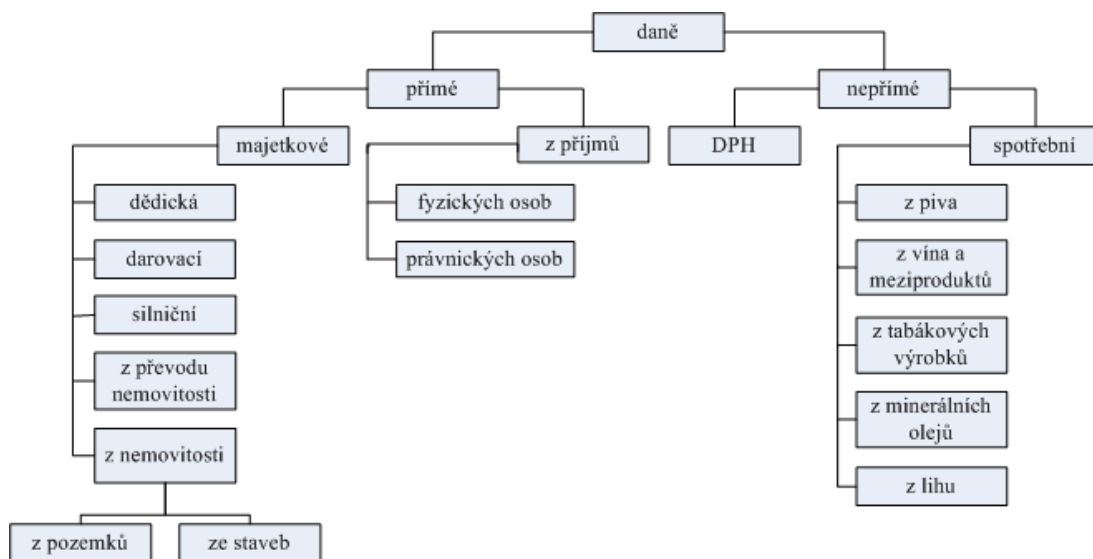 daně
přímé
nepřímé
majetkové
z příjmů
DPH
spotřební
dědická
darovací
silniční
z převodu
nemovitosti
z nemovitosti
z pozemků
ze staveb
fyzických osob
právnických osob
z piva
z vína a
meziproduktů
z tabákových
výrobků
z minerálních
olejů
z lihu